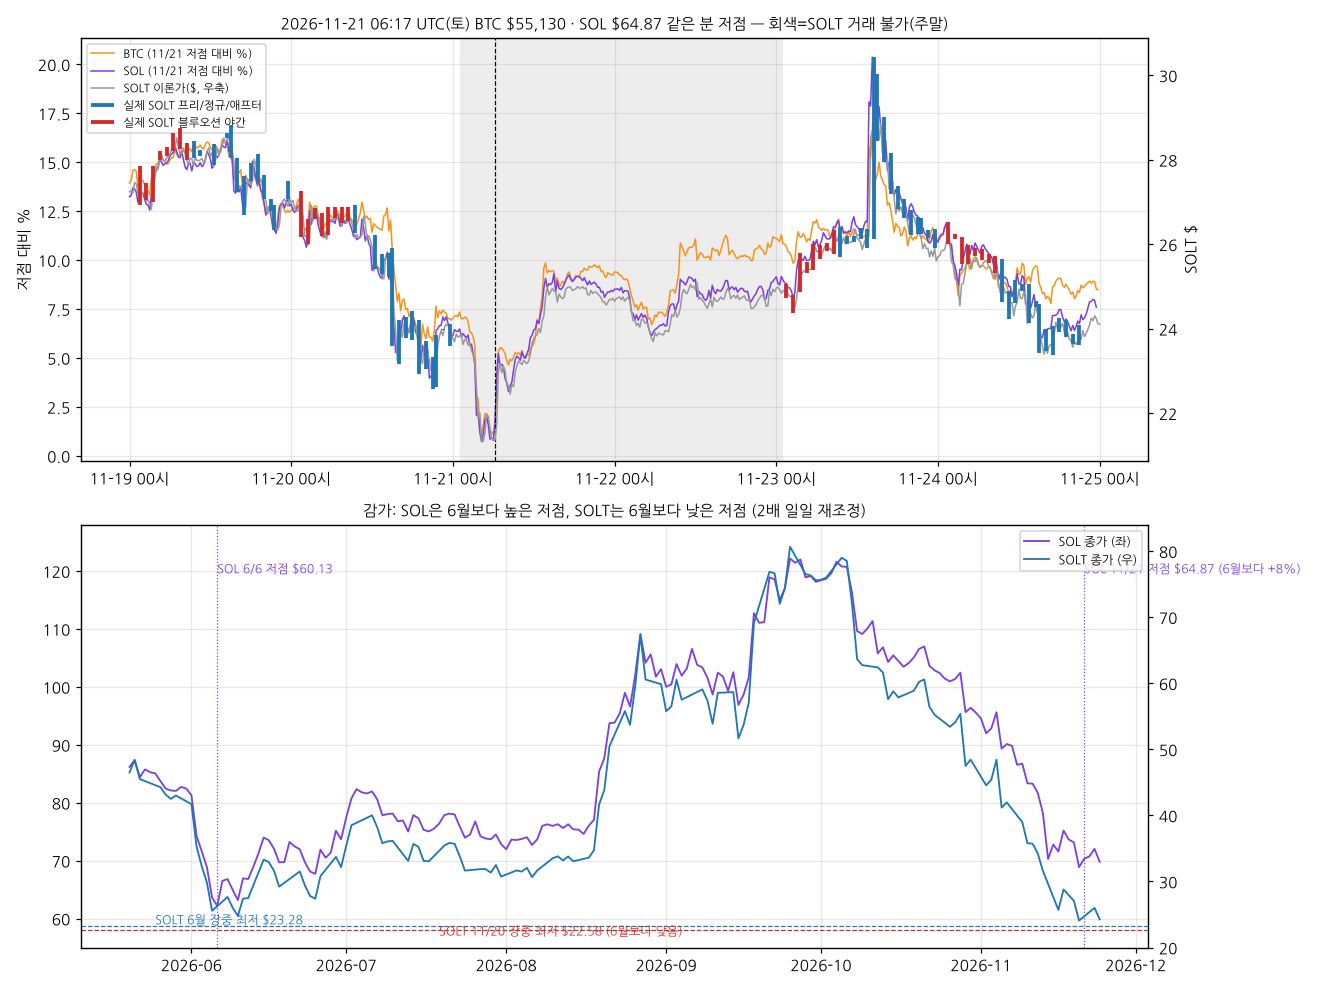 2026-11-21 06:17 UTC(토) BTC $55,130 · SOL $64.87 같은 분 저점 — 회색=SOLT 거래 불가(주말)
BTC (11/21 저점 대비 %)
SOL (11/21 저점 대비 %)
SOLT 이론가($, 우축)
실제 SOLT 프리/정규/애프터
실제 SOLT 블루오션 야간
저점 대비 %
20.0
17.5
15.0
12.5
10.0
7.5
5.0
2.5
0.0
30
28
26
24
22
SOLT $
11-19 00시
11-20 00시
11-21 00시
11-22 00시
11-23 00시
11-24 00시
11-25 00시
감가: SOL은 6월보다 높은 저점, SOLT는 6월보다 낮은 저점 (2배 일일 재조정)
SOL 종가 (좌)
SOLT 종가 (우)
SOL 6/6 저점 $60.13
SOL 11/21 저점 $64.87 (6월보다 +8%)
SOLT 6월 장중 최저 $23.28
SOLT 11/20 장중 최저 $22.58 (6월보다 낮음)
120
110
100
90
80
70
60
80
70
60
50
40
30
20
2026-06
2026-07
2026-08
2026-09
2026-10
2026-11
2026-12